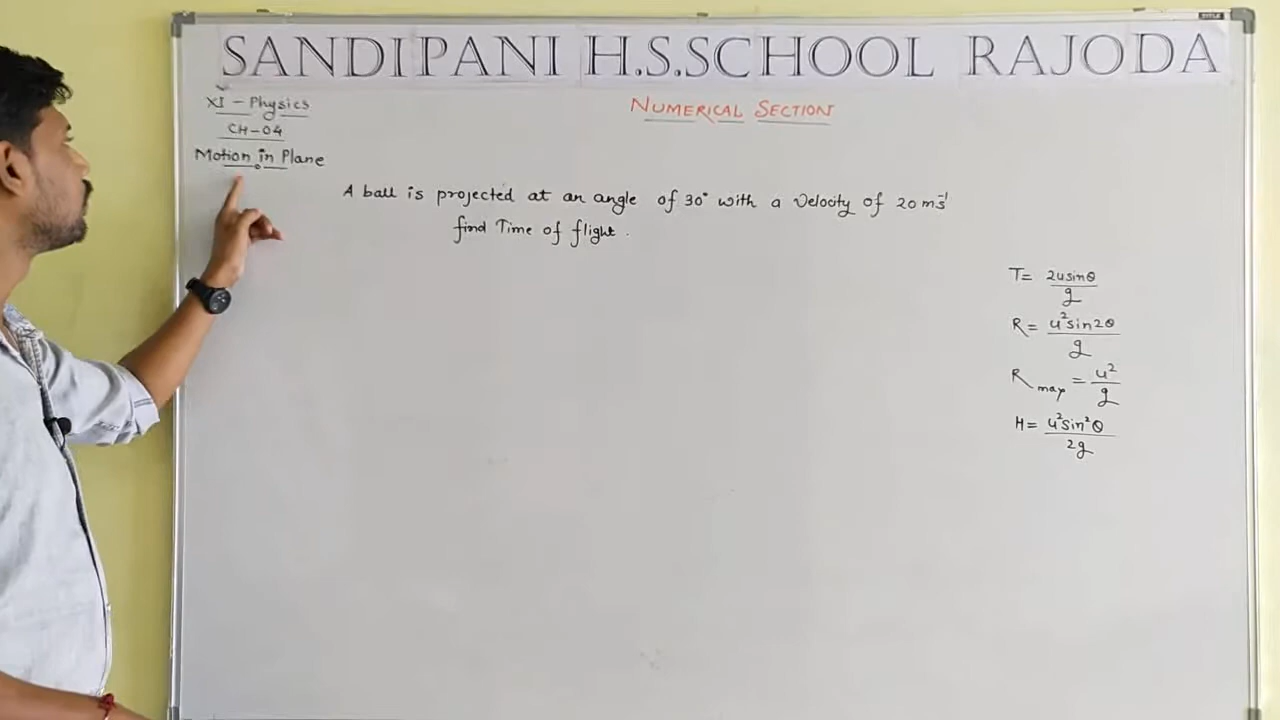 SANDIPANI H.S.SCHOOL RAJODA
XI - Physics
CH-04
Motion in Plane
NUMERICAL SECTION
A ball is projected at an angle of 30° with a velocity of 20 ms⁻¹
find Time of flight .
T= 2usinθ/g
R= u²sin2θ/g
R max = u²/g
H= u²sin²θ/2g